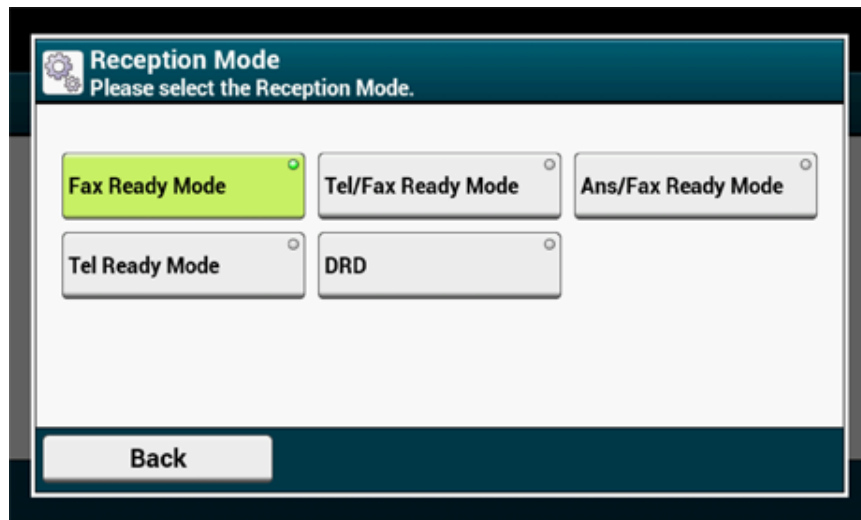 Reception Mode
Please select the Reception Mode.
Fax Ready Mode
Tel/Fax Ready Mode
Ans/Fax Ready Mode
Tel Ready Mode
DRD
Back